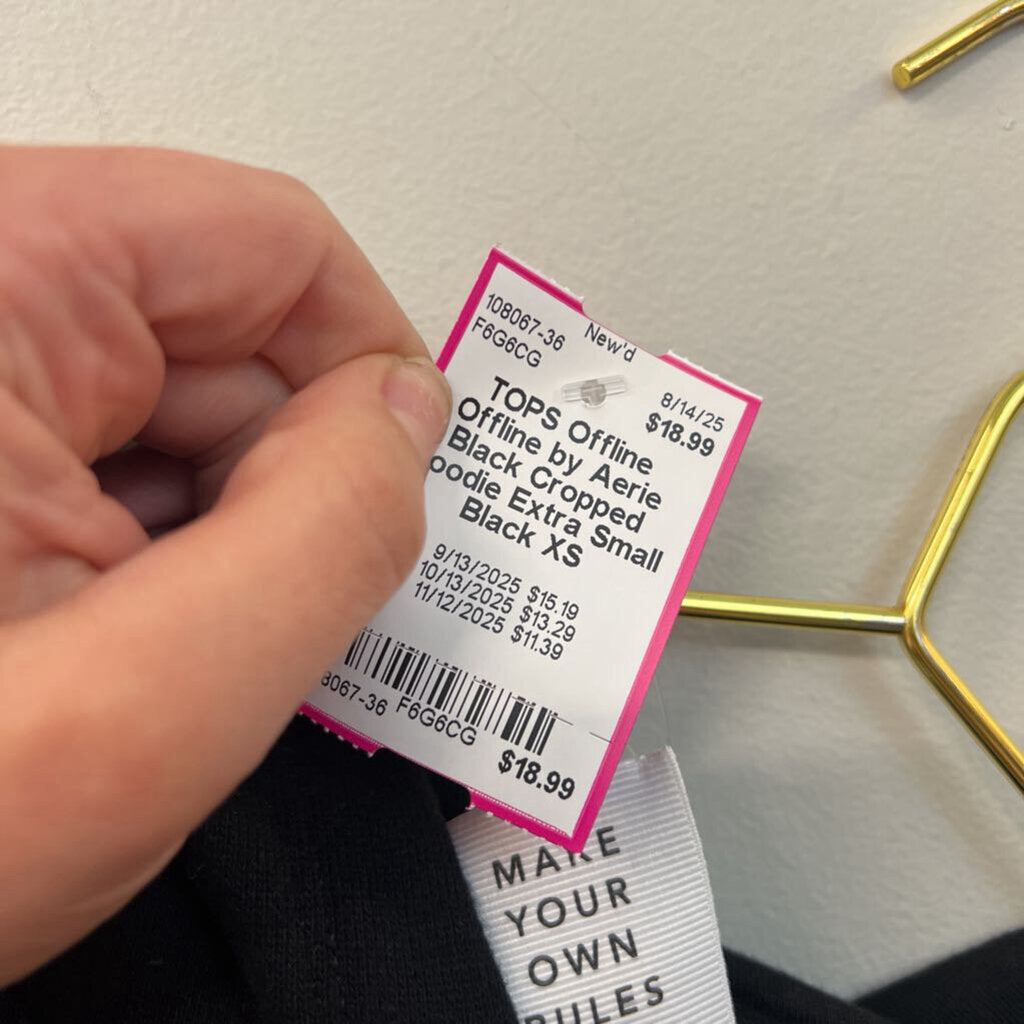 108067-36
F6G6CG
New'd
8/14/25
$18.99
TOPS Offline
Offline by Aerie
Black Cropped
oodie Extra Small
Black XS
9/13/2025 $15.19
10/13/2025 $13.29
11/12/2025 $11.39
8067-36 F6G6CG
$18.99
MAKE
YOUR
OWN
RULES